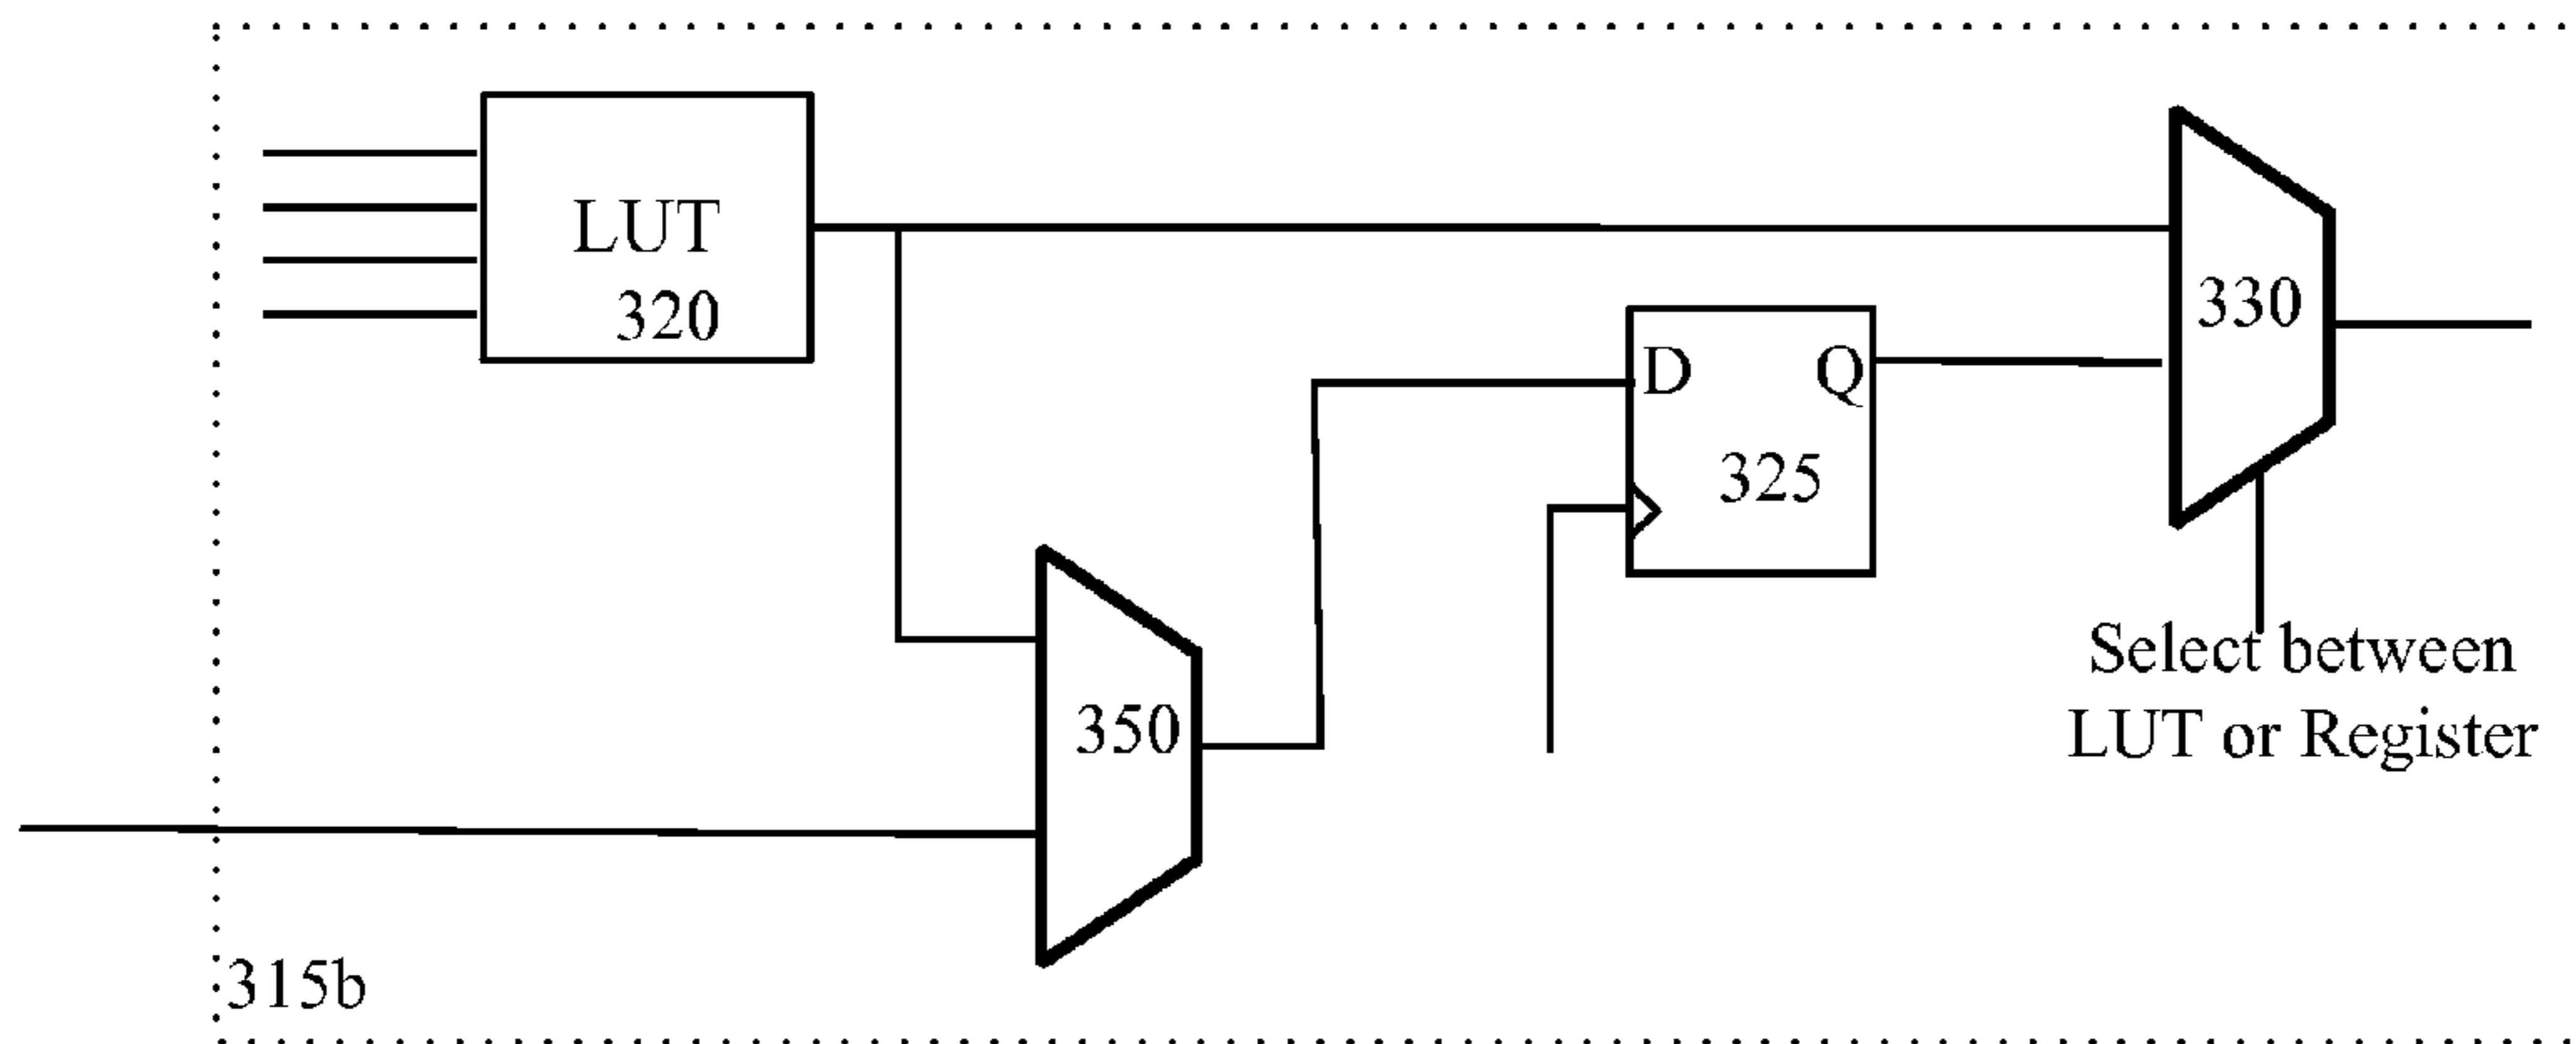 LUT
320
330
D
Q
325
350
Select between
LUT or Register
315b